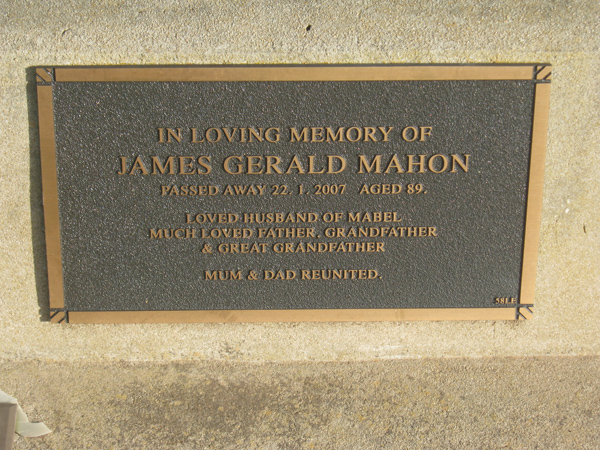 IN LOVING MEMORY OF
JAMES GERALD MAHON
PASSED AWAY 22. 1. 2007 AGED 89.
LOVED HUSBAND OF MABEL
MUCH LOVED FATHER, GRANDFATHER
& GREAT GRANDFATHER
MUM & DAD REUNITED.